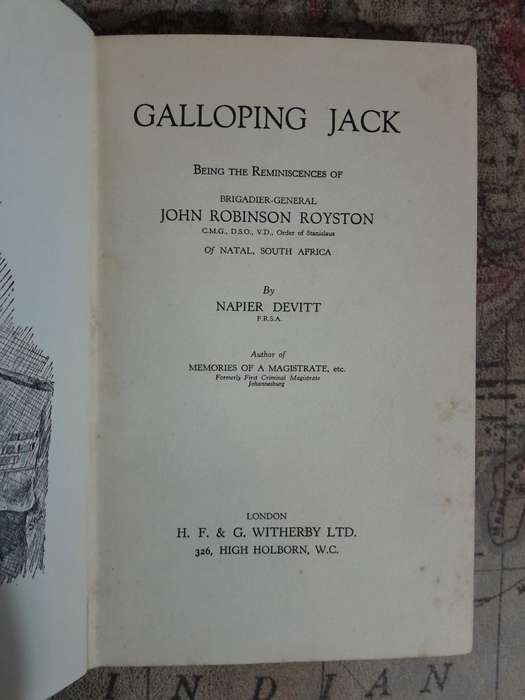 GALLOPING JACK
BEING THE REMINISCENCES OF
BRIGADIER-GENERAL
JOHN ROBINSON ROYSTON
C.M.G., D.S.O., V.D., Order of Stanislaus
Of NATAL, SOUTH AFRICA
By
NAPIER DEVITT
F.R.S.A.
Author of
MEMORIES OF A MAGISTRATE, etc.
Formerly First Criminal Magistrate
Johannesburg
LONDON
H. F. & G. WITHERBY LTD.
326, HIGH HOLBORN, W.C.
INDIAN